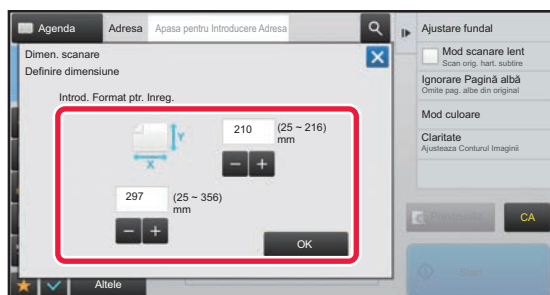 Agenda
Adresa
Apasa pentru Introducere Adresa
Dimen. scanare
Definire dimensiune
Introd. Format ptr. Inreg.
Y
X
210
(25 ~ 216)
mm
297
(25 ~ 356)
mm
OK
Altele
Ajustare fundal
Mod scanare lent
Scan orig. hart. subtire
Ignorare Pagină albă
Omite pag. albe din original
Mod culoare
Claritate
Ajusteaza Conturul Imaginii
CA
Start